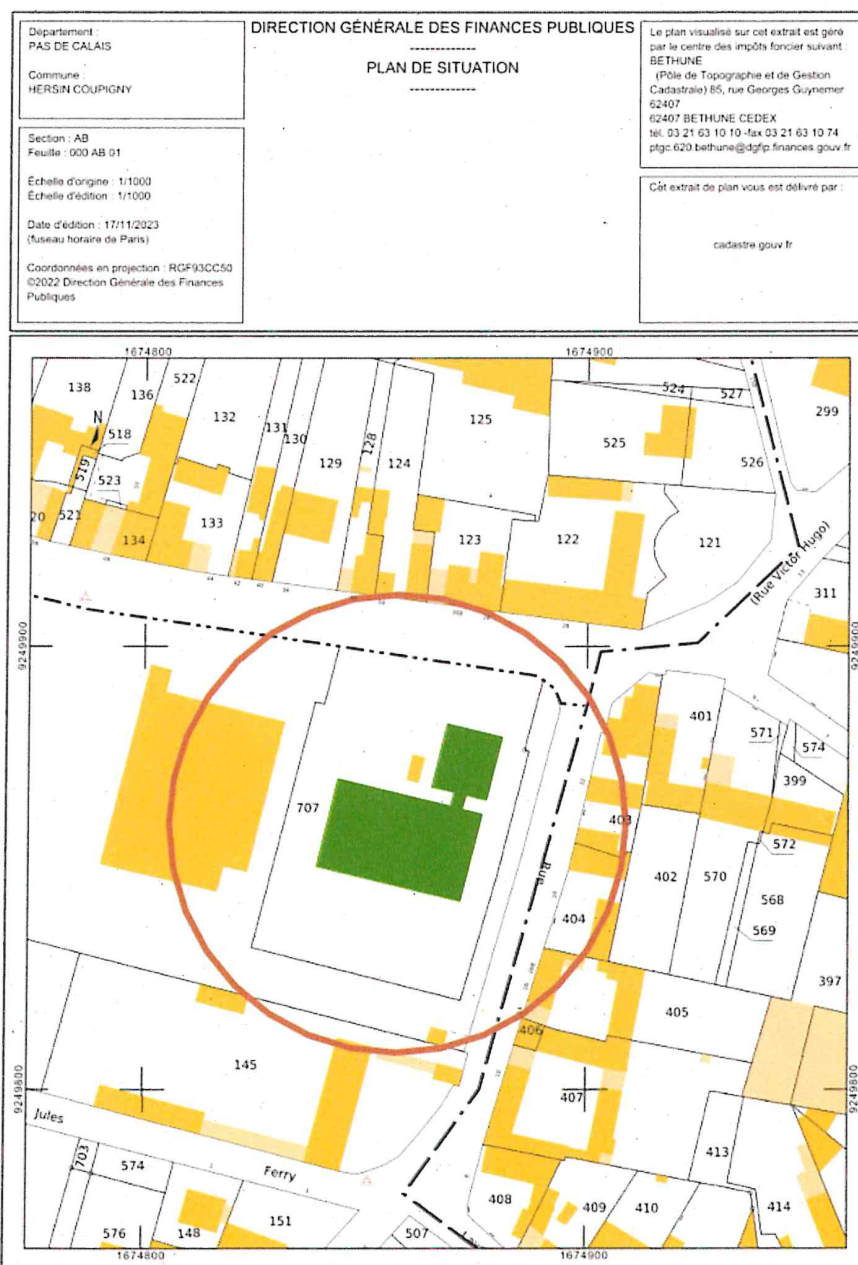 Département :
PAS DE CALAIS
Commune :
HERSIN COUPIGNY
Section : AB
Feuille : 000 AB 01
Échelle d'origine : 1/1000
Échelle d'édition : 1/1000
Date d'édition : 17/11/2023
(fuseau horaire de Paris)
Coordonnées en projection : RGF93CC50
©2022 Direction Générale des Finances
Publiques
DIRECTION GÉNÉRALE DES FINANCES PUBLIQUES
-------------
PLAN DE SITUATION
-------------
Le plan visualisé sur cet extrait est géré
par le centre des impôts foncier suivant :
BETHUNE
(Pôle de Topographie et de Gestion
Cadastrale) 85, rue Georges Guynemer
62407
62407 BETHUNE CEDEX
tél. 03 21 63 10 10 -fax 03 21 63 10 74
ptgc.620.bethune@dgfip.finances.gouv.fr
Cet extrait de plan vous est délivré par :
cadastre.gouv.fr
1674800
1674900
138
136
522
132
131
130
129
128
124
125
524
527
299
N
518
525
526
519
523
133
20
521
134
123
122
121
(Rue Victor Hugo)
311
9249900
9249900
401
571
574
399
707
403
572
Rue
402
570
568
404
569
397
405
406
145
407
9249800
9249800
Jules
Ferry
413
703
574
408
409
410
414
576
148
151
507
1674800
1674900